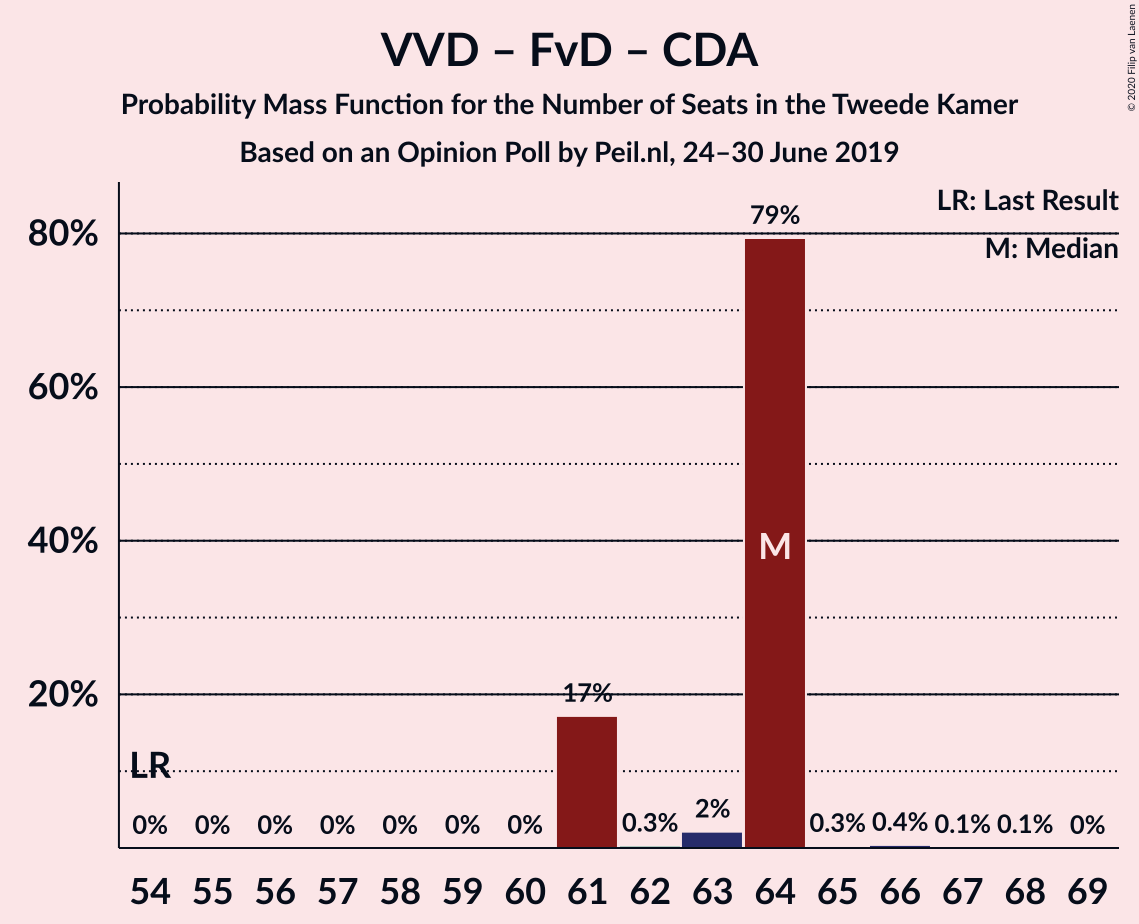 VVD – FvD – CDA
Probability Mass Function for the Number of Seats in the Tweede Kamer
Based on an Opinion Poll by Peil.nl, 24–30 June 2019
© 2020 Filip van Laenen
LR: Last Result
M: Median
80%
60%
40%
20%
LR
M
0% 0% 0% 0% 0% 0% 0% 17% 0.3% 2% 79% 0.3% 0.4% 0.1% 0.1% 0%
54 55 56 57 58 59 60 61 62 63 64 65 66 67 68 69